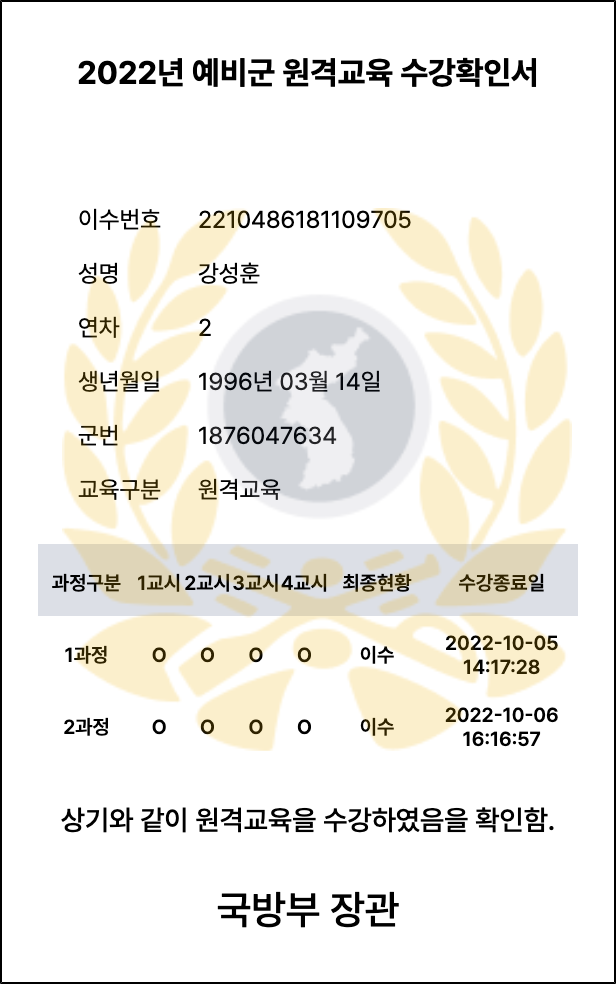 2022년 예비군 원격교육 수강확인서
이수번호 2210486181109705
성명 강성훈
연차 2
생년월일 1996년 03월 14일
군번 1876047634
교육구분 원격교육
과정구분 1교시 2교시 3교시 4교시 최종현황 수강종료일
1과정 O O O O 이수 2022-10-05 14:17:28
2과정 O O O O 이수 2022-10-06 16:16:57
상기와 같이 원격교육을 수강하였음을 확인함.
국방부 장관